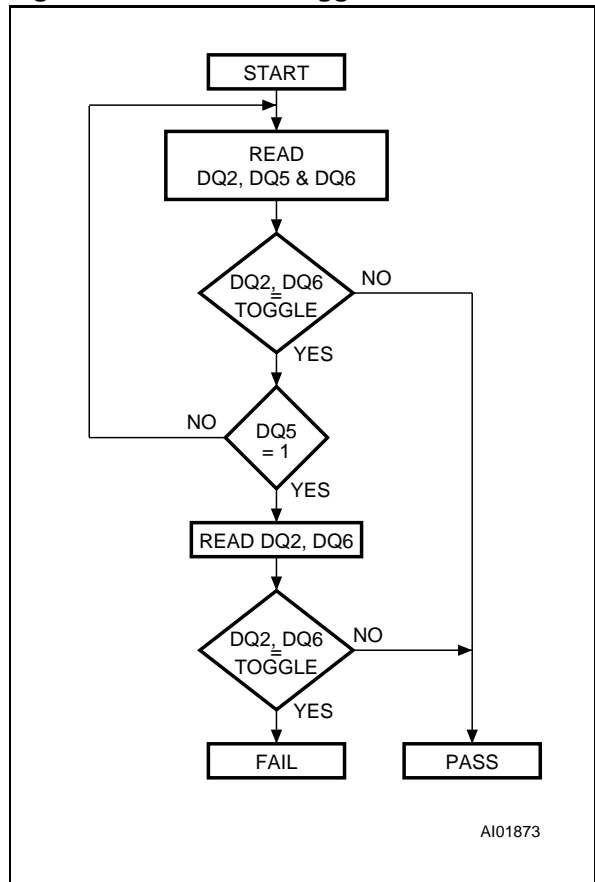 START
READ
DQ2, DQ5 & DQ6
DQ2, DQ6
=
TOGGLE
NO
YES
NO
DQ5
= 1
YES
READ DQ2, DQ6
DQ2, DQ6
=
TOGGLE
NO
YES
FAIL
PASS
AI01873